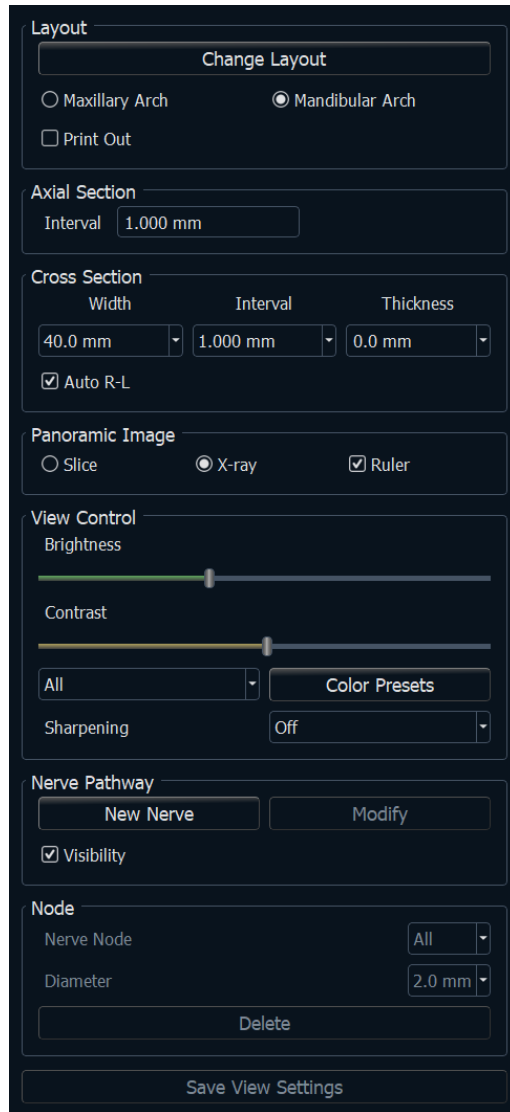 Layout
Change Layout
Maxillary Arch Mandibular Arch
Print Out
Axial Section
Interval 1.000 mm
Cross Section
Width Interval Thickness
40.0 mm 1.000 mm 0.0 mm
Auto R-L
Panoramic Image
Slice X-ray Ruler
View Control
Brightness
Contrast
All Color Presets
Sharpening Off
Nerve Pathway
New Nerve Modify
Visibility
Node
Nerve Node All
Diameter 2.0 mm
Delete
Save View Settings